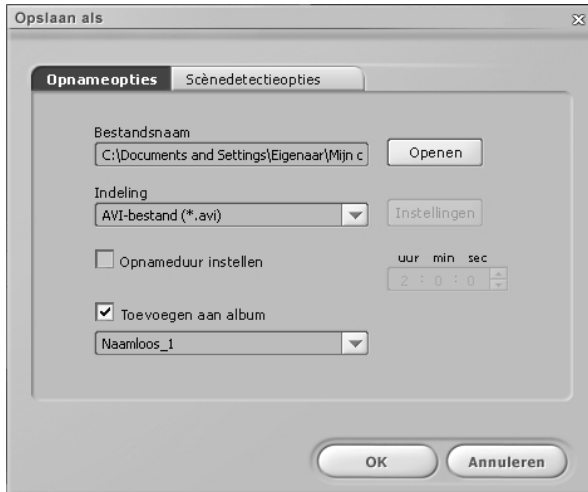 Opslaan als
Opnameopties Scènedetectieopties
Bestandsnaam
C:\Documents and Settings\Eigenaar\Mijn c Openen
Indeling
AVI-bestand (*.avi) Instellingen
Opnameduur instellen uur min sec
2 : 0 : 0
Toevoegen aan album
Naamloos_1
OK Annuleren